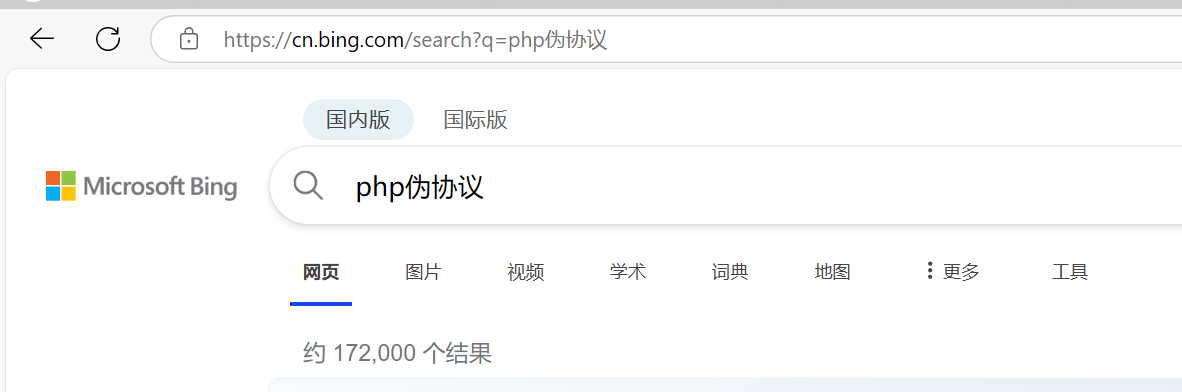 https://cn.bing.com/search?q=php伪协议
国内版 国际版
Microsoft Bing php伪协议
网页 图片 视频 学术 词典 地图 更多 工具
约 172,000 个结果